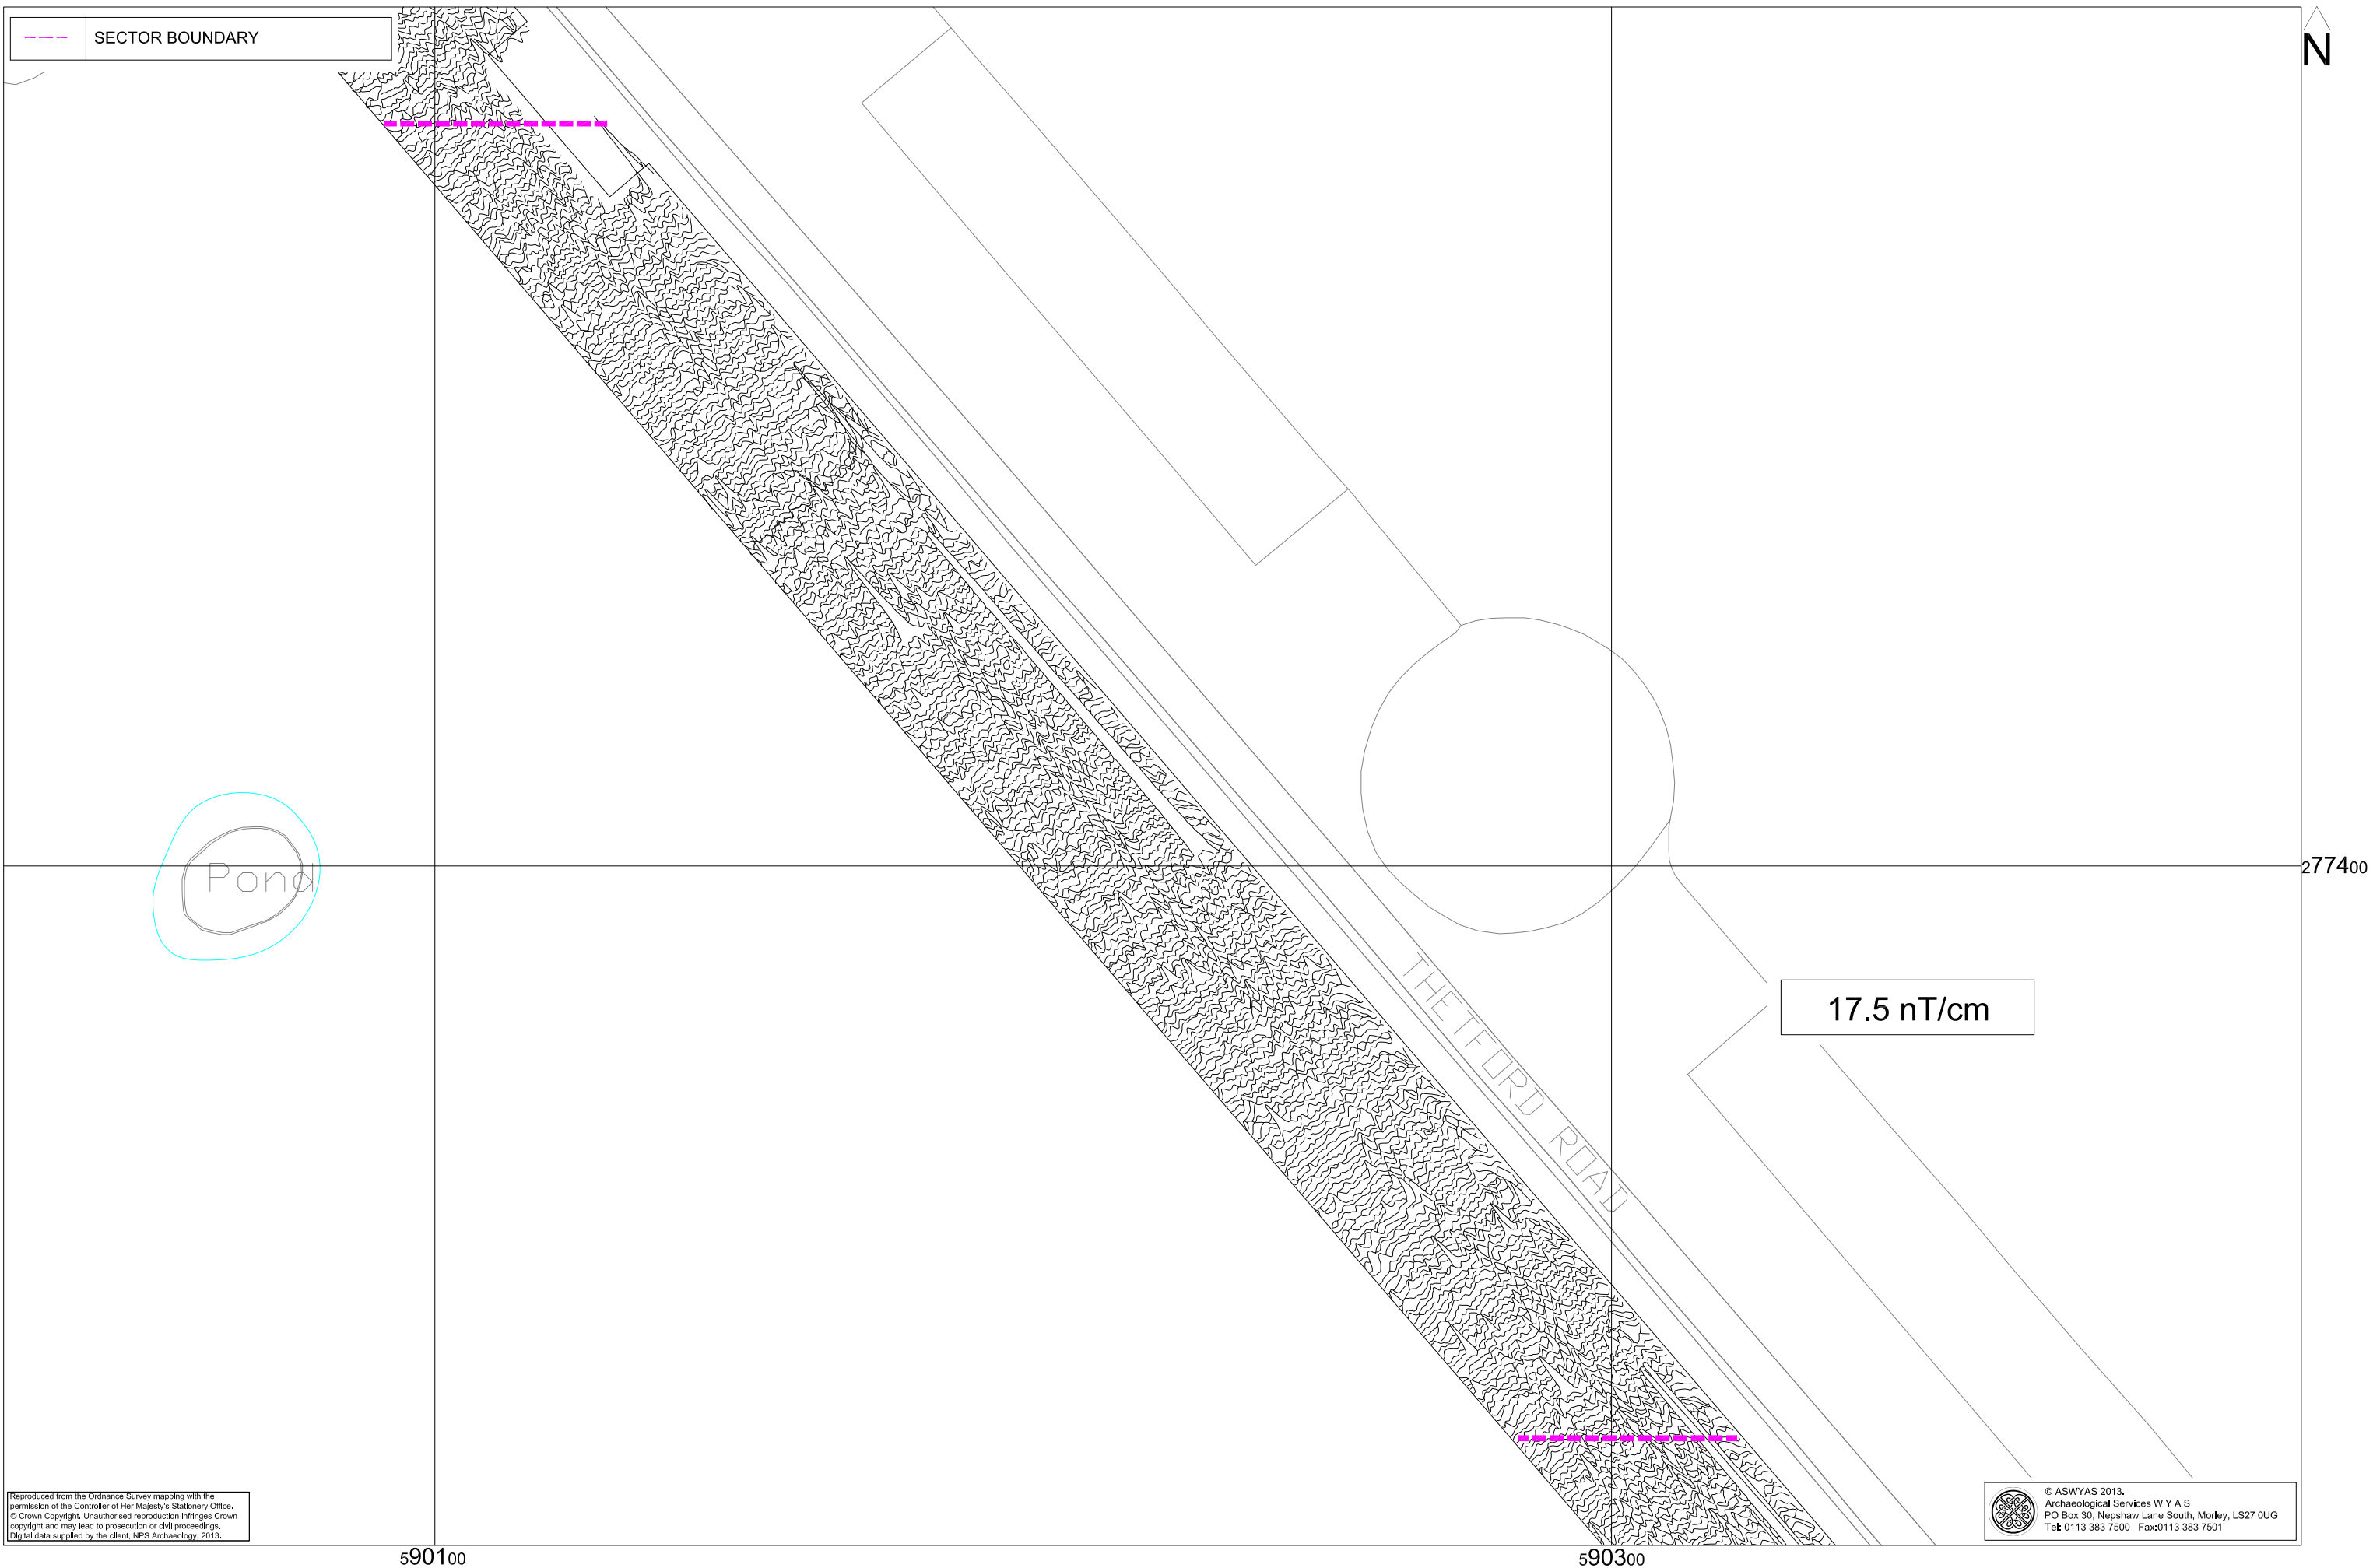 SECTOR BOUNDARY
N
Pond
277400
THETFORD ROAD
17.5 nT/cm
Reproduced from the Ordnance Survey mapping with the
permission of the Controller of Her Majesty's Stationery Office.
© Crown Copyright. Unauthorised reproduction infringes Crown
copyright and may lead to prosecution or civil proceedings.
Digital data supplied by the client, NPS Archaeology, 2013.
© ASWYAS 2013.
Archaeological Services W Y A S
PO Box 30, Nepshaw Lane South, Morley, LS27 0UG
Tel: 0113 383 7500 Fax:0113 383 7501
590100
590300